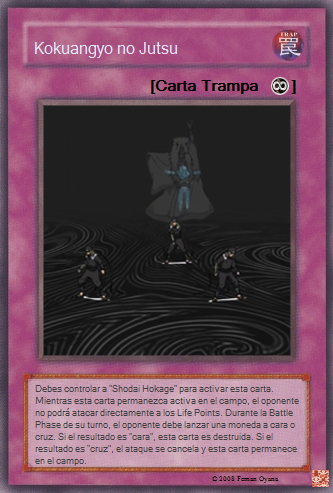 Kokuangyo no Jutsu
TRAP
罠
[Carta Trampa ]
Debes controlar a "Shodai Hokage" para activar esta carta.
Mientras esta carta permanezca activa en el campo, el oponente
no podrá atacar directamente a los Life Points. Durante la Battle
Phase de su turno, el oponente debe lanzar una moneda a cara o
cruz. Si el resultado es "cara", esta carta es destruida. Si el
resultado es "cruz", el ataque se cancela y esta carta permanece
en el campo.
© 2008 Forman Oyana